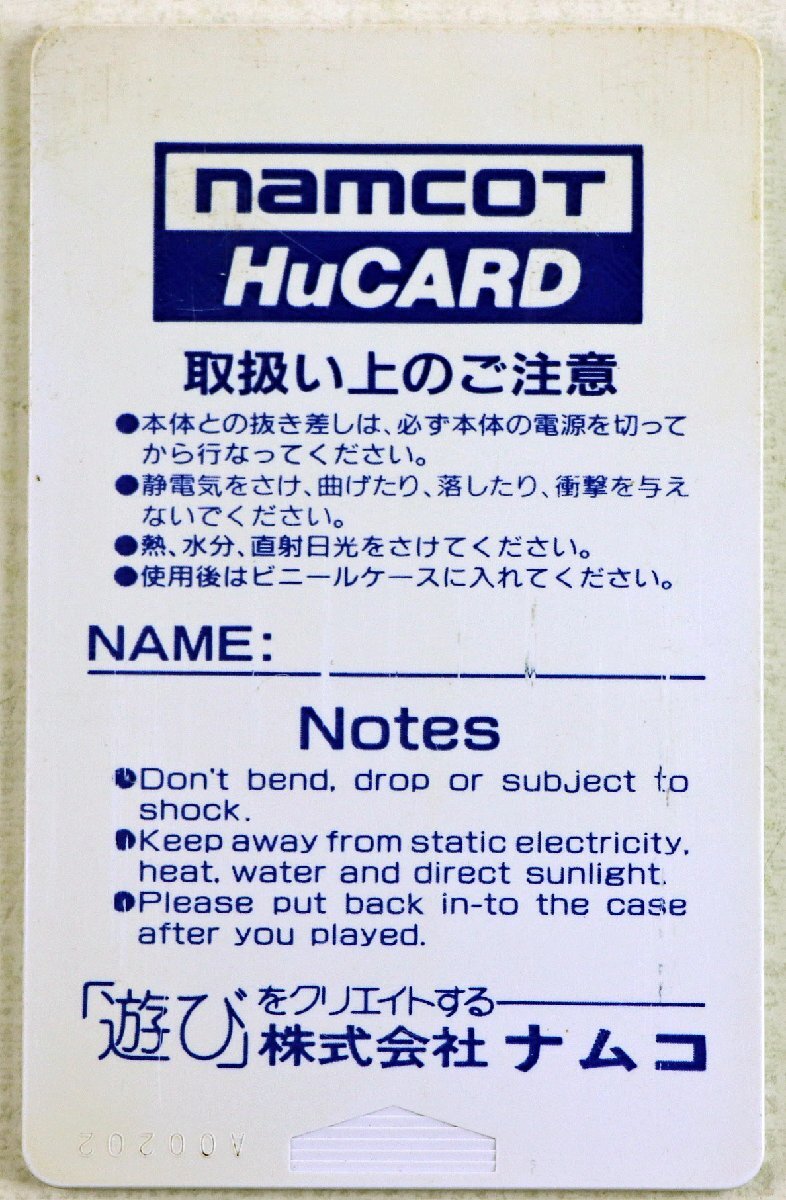 namcot
HuCARD
取扱い上のご注意
●本体との抜き差しは、必ず本体の電源を切って
から行なってください。
●静電気をさけ、曲げたり、落したり、衝撃を与え
ないでください。
●熱、水分、直射日光をさけてください。
●使用後はビニールケースに入れてください。
NAME:
Notes
●Don't bend, drop or subject to
shock.
●Keep away from static electricity,
heat, water and direct sunlight.
●Please put back in-to the case
after you played.
「遊び」をクリエイトする
株式会社ナムコ
A00202